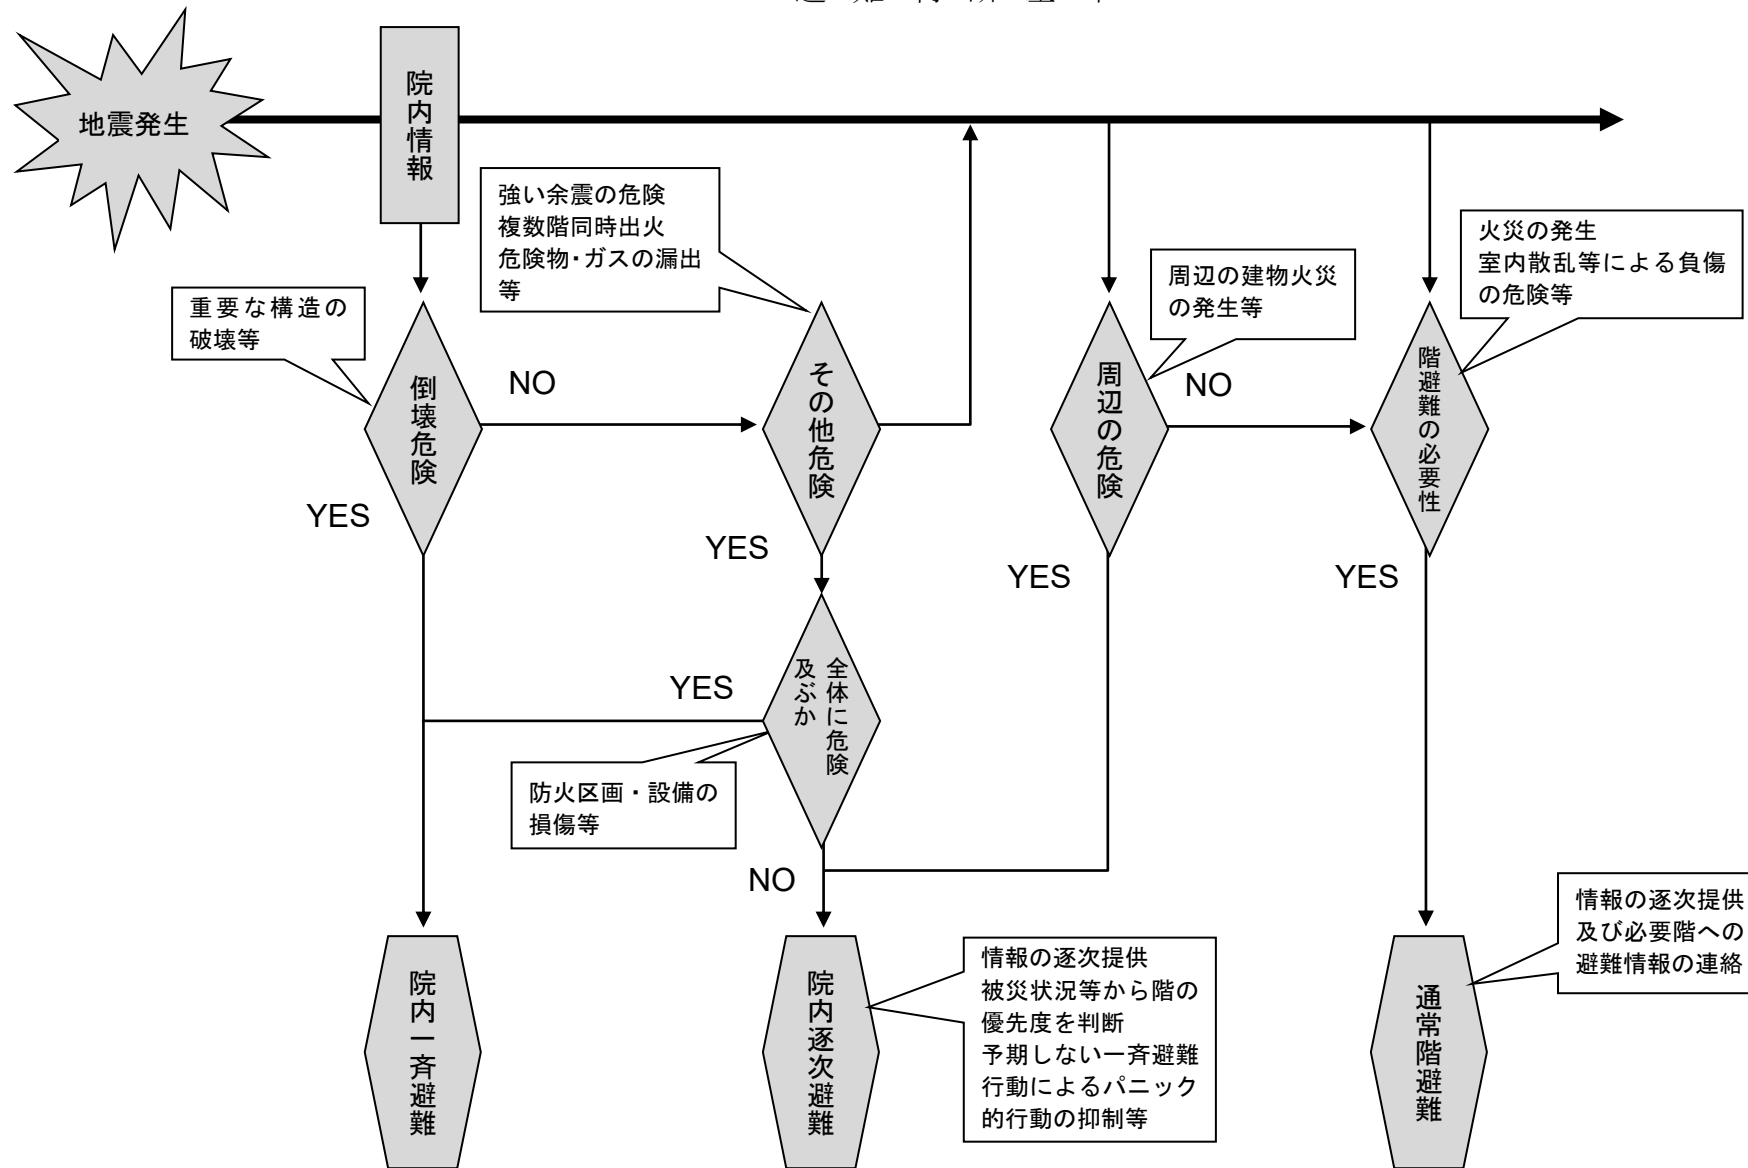 地震発生
院内情報
強い余震の危険
複数階同時出火
危険物・ガスの漏出
等
火災の発生
室内散乱等による負傷
の危険等
周辺の建物火災
の発生等
重要な構造の
破壊等
倒壊危険
NO
その他危険
周辺の危険
NO
階避難の必要性
YES
YES
YES
YES
全体に危険
及ぶか
YES
防火区画・設備の
損傷等
NO
院内一斉避難
院内逐次避難
情報の逐次提供
被災状況等から階の
優先度を判断
予期しない一斉避難
行動によるパニック
的行動の抑制等
通常階避難
情報の逐次提供
及び必要階への
避難情報の連絡